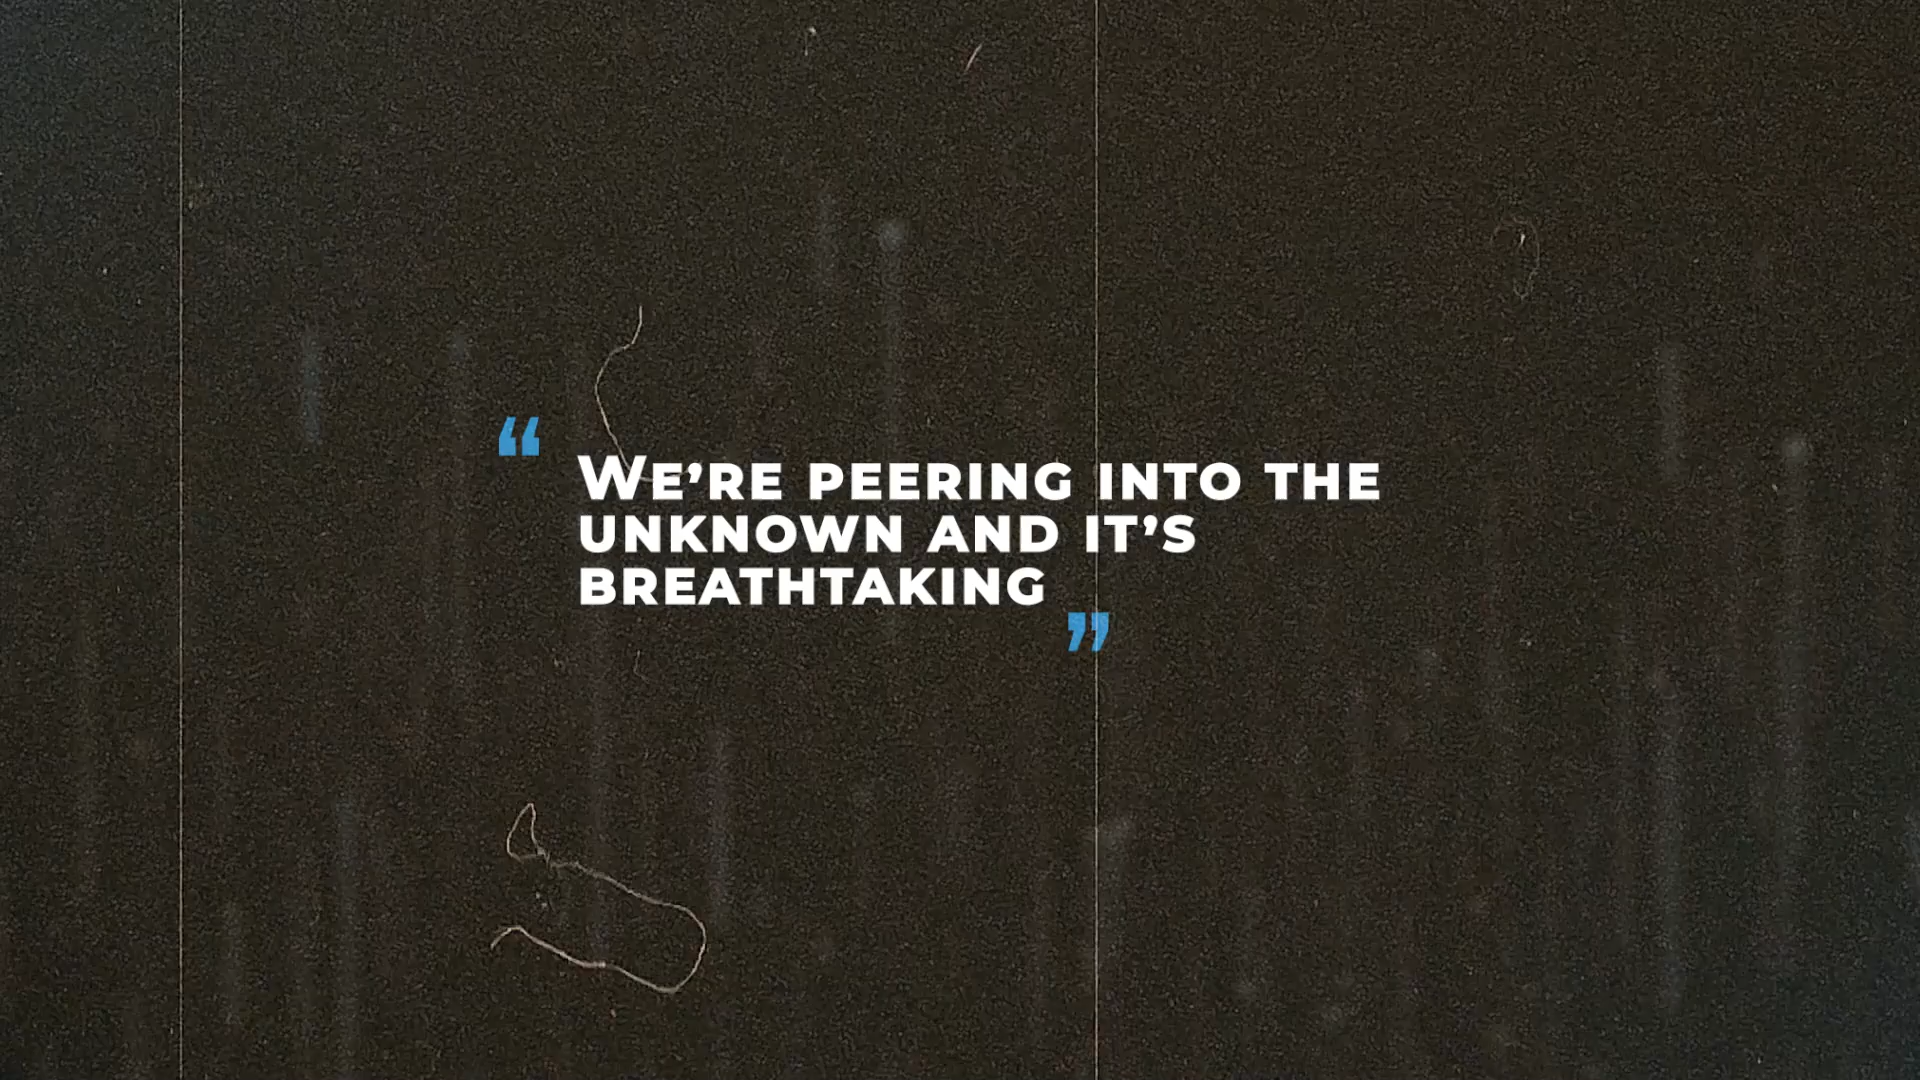 “ We’re peering into the
unknown and it’s
breathtaking ”